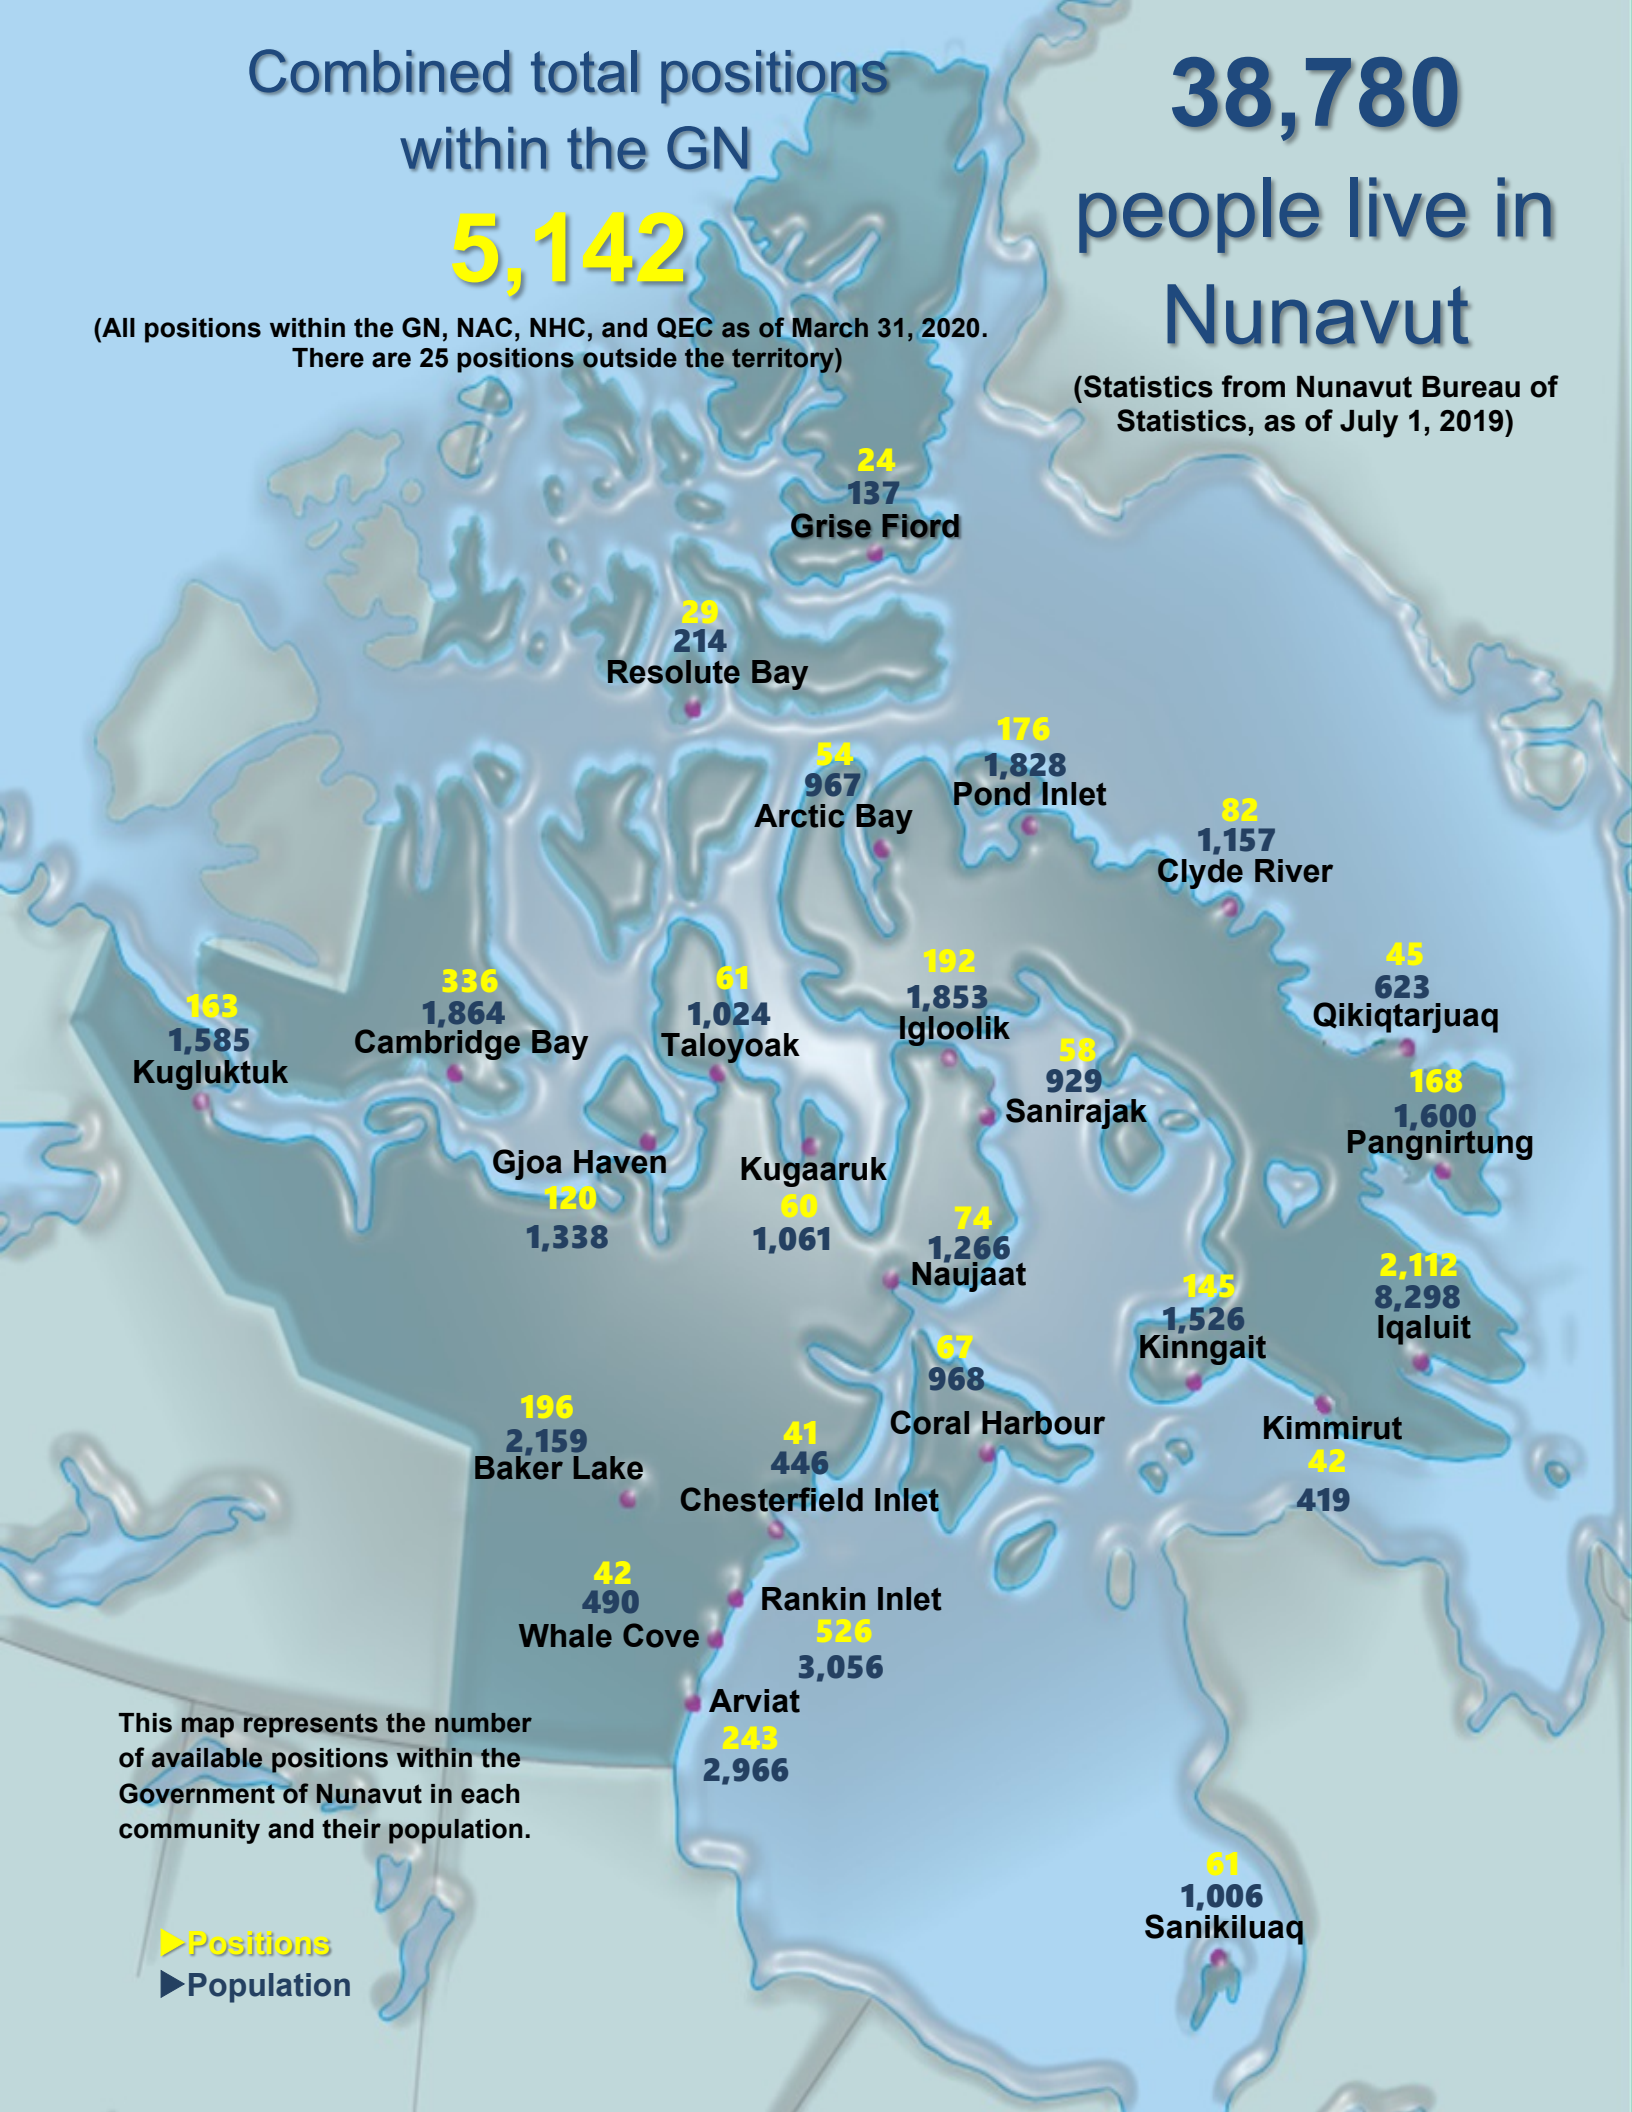 Combined total positions
within the GN
5,142
(All positions within the GN, NAC, NHC, and QEC as of March 31, 2020.
There are 25 positions outside the territory)
38,780
people live in
Nunavut
(Statistics from Nunavut Bureau of
Statistics, as of July 1, 2019)
24
137
Grise Fiord
29
214
Resolute Bay
54
967
Arctic Bay
176
1,828
Pond Inlet
82
1,157
Clyde River
45
623
Qikiqtarjuaq
163
1,585
Kugluktuk
336
1,864
Cambridge Bay
61
1,024
Taloyoak
192
1,853
Igloolik
58
929
Sanirajak
168
1,600
Pangnirtung
Gjoa Haven
120
1,338
Kugaaruk
60
1,061
74
1,266
Naujaat
145
1,526
Kinngait
2,112
8,298
Iqaluit
67
968
Coral Harbour
Kimmirut
42
419
196
2,159
Baker Lake
41
446
Chesterfield Inlet
42
490
Whale Cove
Rankin Inlet
526
3,056
Arviat
243
2,966
This map represents the number
of available positions within the
Government of Nunavut in each
community and their population.
61
1,006
Sanikiluaq
Positions
Population